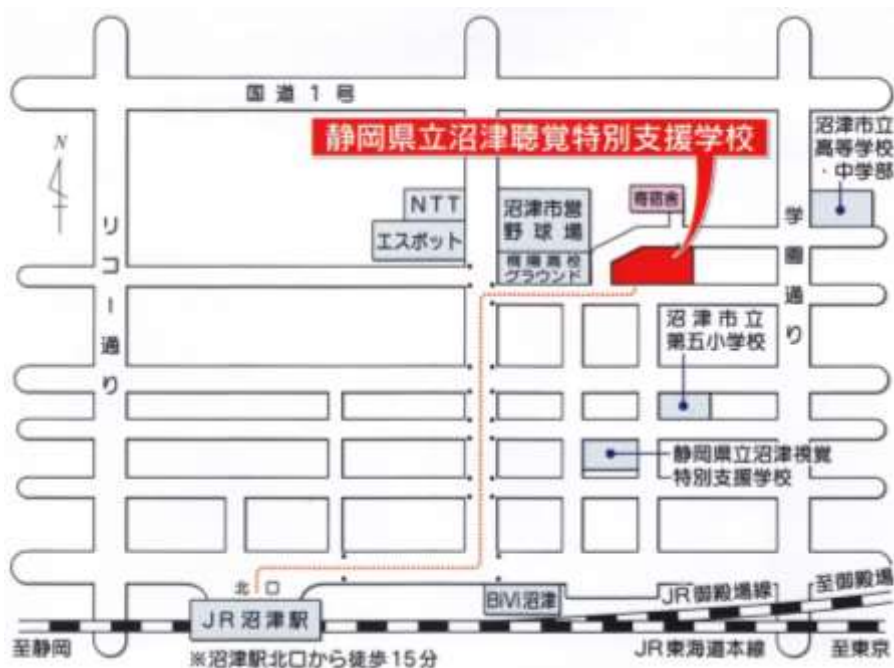 国道1号
静岡県立沼津聴覚特別支援学校
沼津市立
高等学校
・中学部
N
寄宿舎
NTT
エスポット
沼津市営
野球場
グラウンド
リコー通り
学園通り
沼津市立
第五小学校
静岡県立沼津視覚
特別支援学校
北口
JR沼津駅
BiVi沼津
JR御殿場線
至御殿場
至静岡
※沼津駅北口から徒歩15分
JR東海道本線
至東京